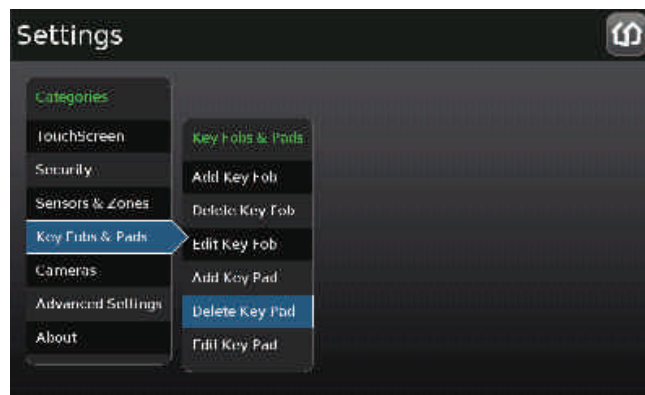 Settings
Categories
TouchScreen
Security
Sensors & Zones
Key Fobs & Pads
Cameras
Advanced Settings
About
Key Fobs & Pads
Add Key Fob
Delete Key Fob
Edit Key Fob
Add Key Pad
Delete Key Pad
Edit Key Pad